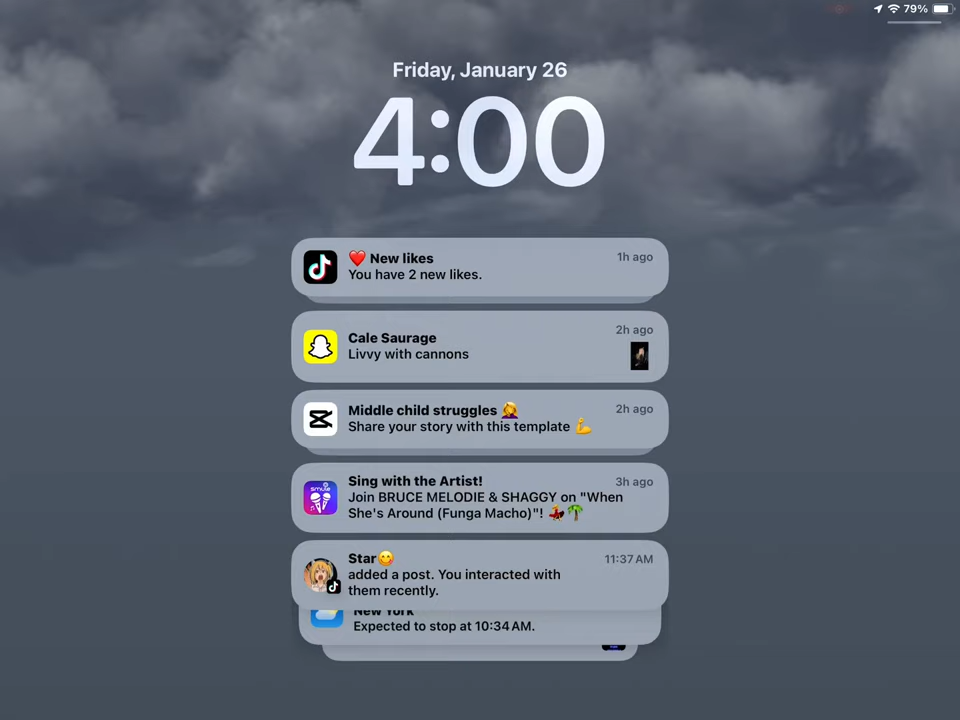 79%
Friday, January 26
4:00
❤️ New likes
1h ago
You have 2 new likes.
Cale Saurage
2h ago
Livvy with cannons
Middle child struggles 🤦‍♀️
2h ago
Share your story with this template 💪
Sing with the Artist!
3h ago
smule
Join BRUCE MELODIE & SHAGGY on "When
She's Around (Funga Macho)"! 💃🌴
Star😋
11:37 AM
added a post. You interacted with
them recently.
New York
Expected to stop at 10:34 AM.